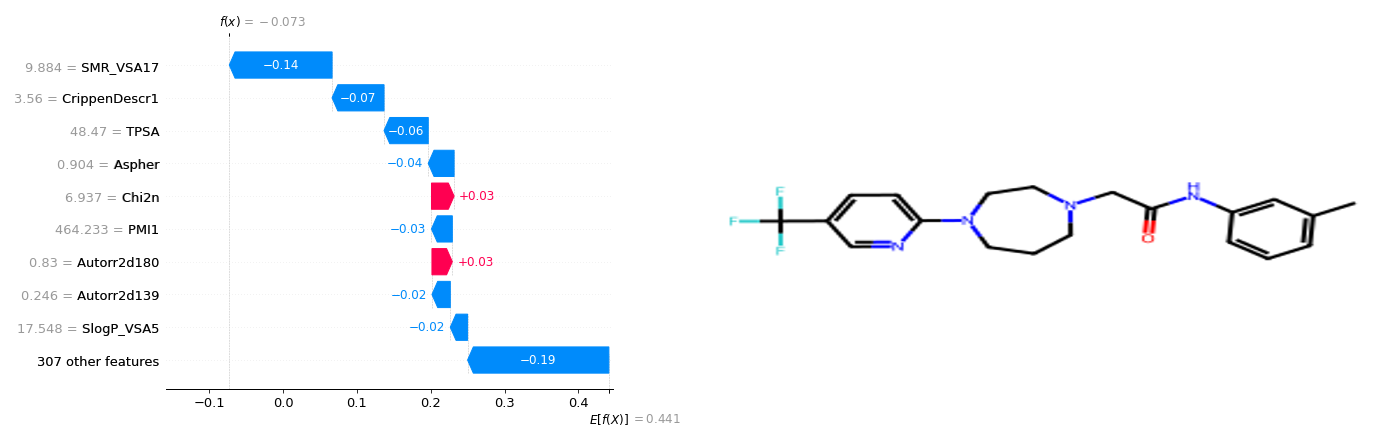 f(x) = −0.073
9.884 = SMR_VSA17
−0.14
3.56 = CrippenDescr1
−0.07
48.47 = TPSA
−0.06
0.904 = Aspher
−0.04
6.937 = Chi2n
+0.03
464.233 = PMI1
−0.03
0.83 = Autorr2d180
+0.03
0.246 = Autorr2d139
−0.02
17.548 = SlogP_VSA5
−0.02
307 other features
−0.19
−0.1 0.0 0.1 0.2 0.3 0.4
E[f(X)] = 0.441
F
F
F
N
N
N
O
H
N